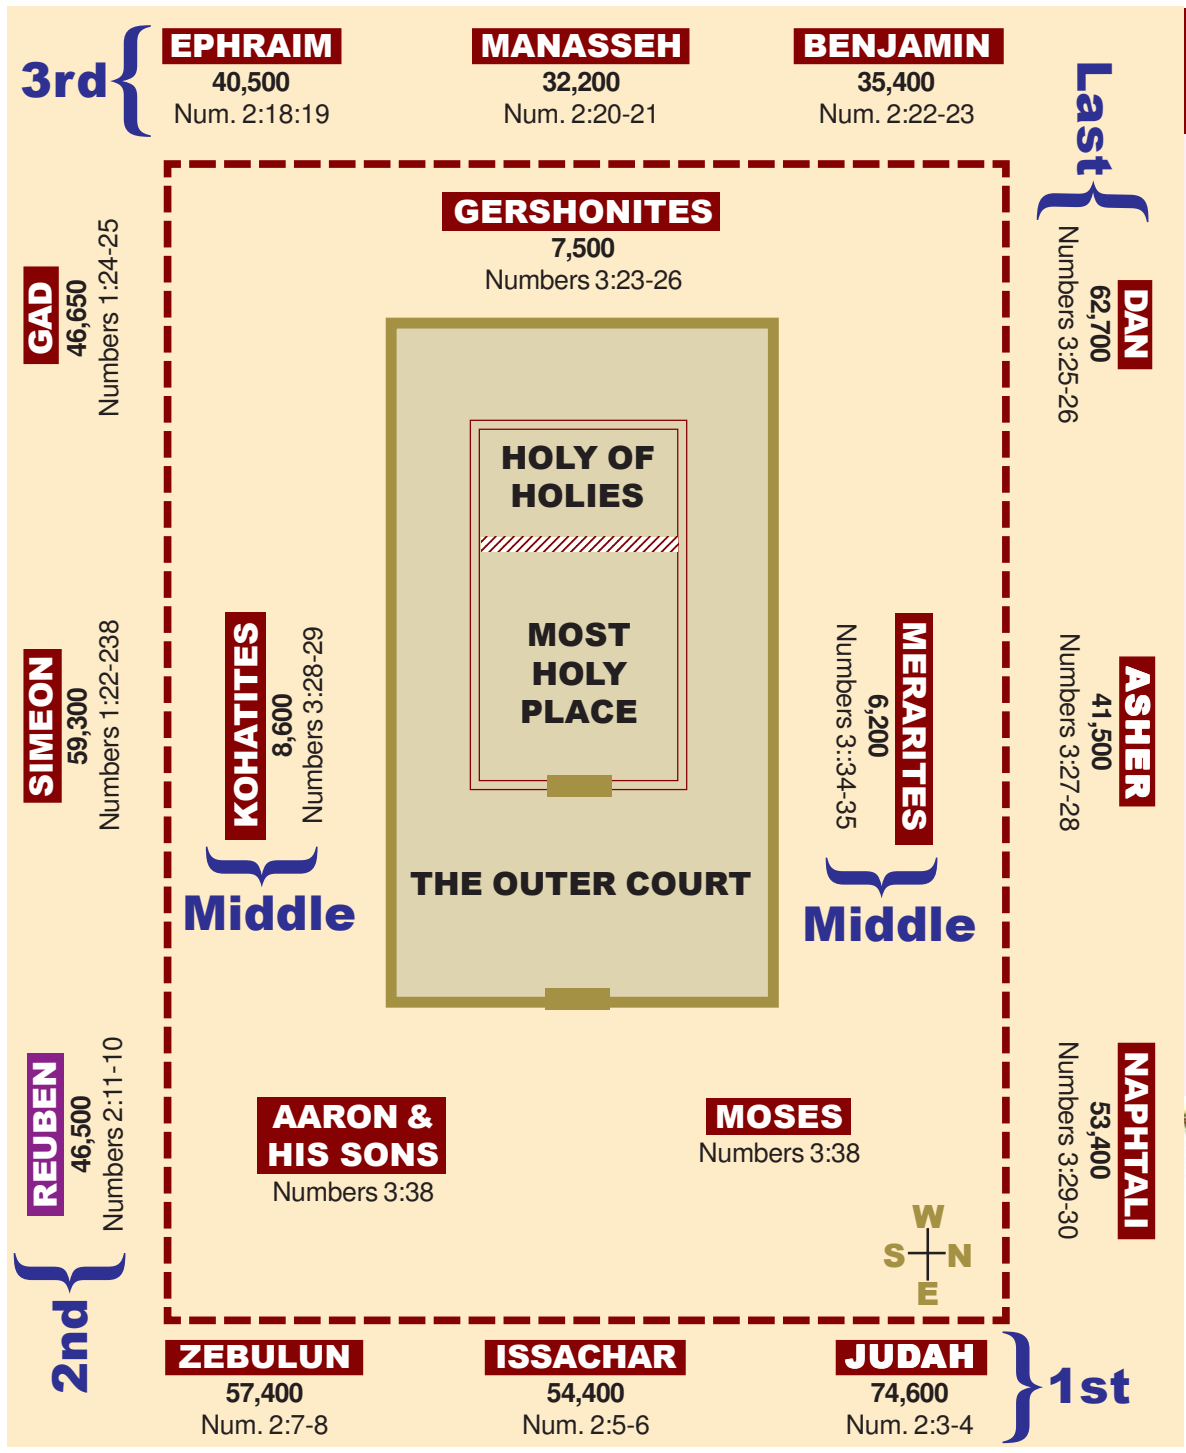 3rd
EPHRAIM
40,500
Num. 2:18:19
MANASSEH
32,200
Num. 2:20-21
BENJAMIN
35,400
Num. 2:22-23
Last
GERSHONITES
7,500
Numbers 3:23-26
GAD
46,650
Numbers 1:24-25
DAN
62,700
Numbers 3:25-26
HOLY OF
HOLIES
MOST
HOLY
PLACE
SIMEON
59,300
Numbers 1:22-238
KOHATITES
8,600
Numbers 3:28-29
Middle
MERARITES
6,200
Numbers 3::34-35
Middle
ASHER
41,500
Numbers 3:27-28
THE OUTER COURT
REUBEN
46,500
Numbers 2:11-10
2nd
AARON &
HIS SONS
Numbers 3:38
MOSES
Numbers 3:38
NAPHTALI
53,400
Numbers 3:29-30
W
S N
E
ZEBULUN
57,400
Num. 2:7-8
ISSACHAR
54,400
Num. 2:5-6
JUDAH
74,600
Num. 2:3-4
1st